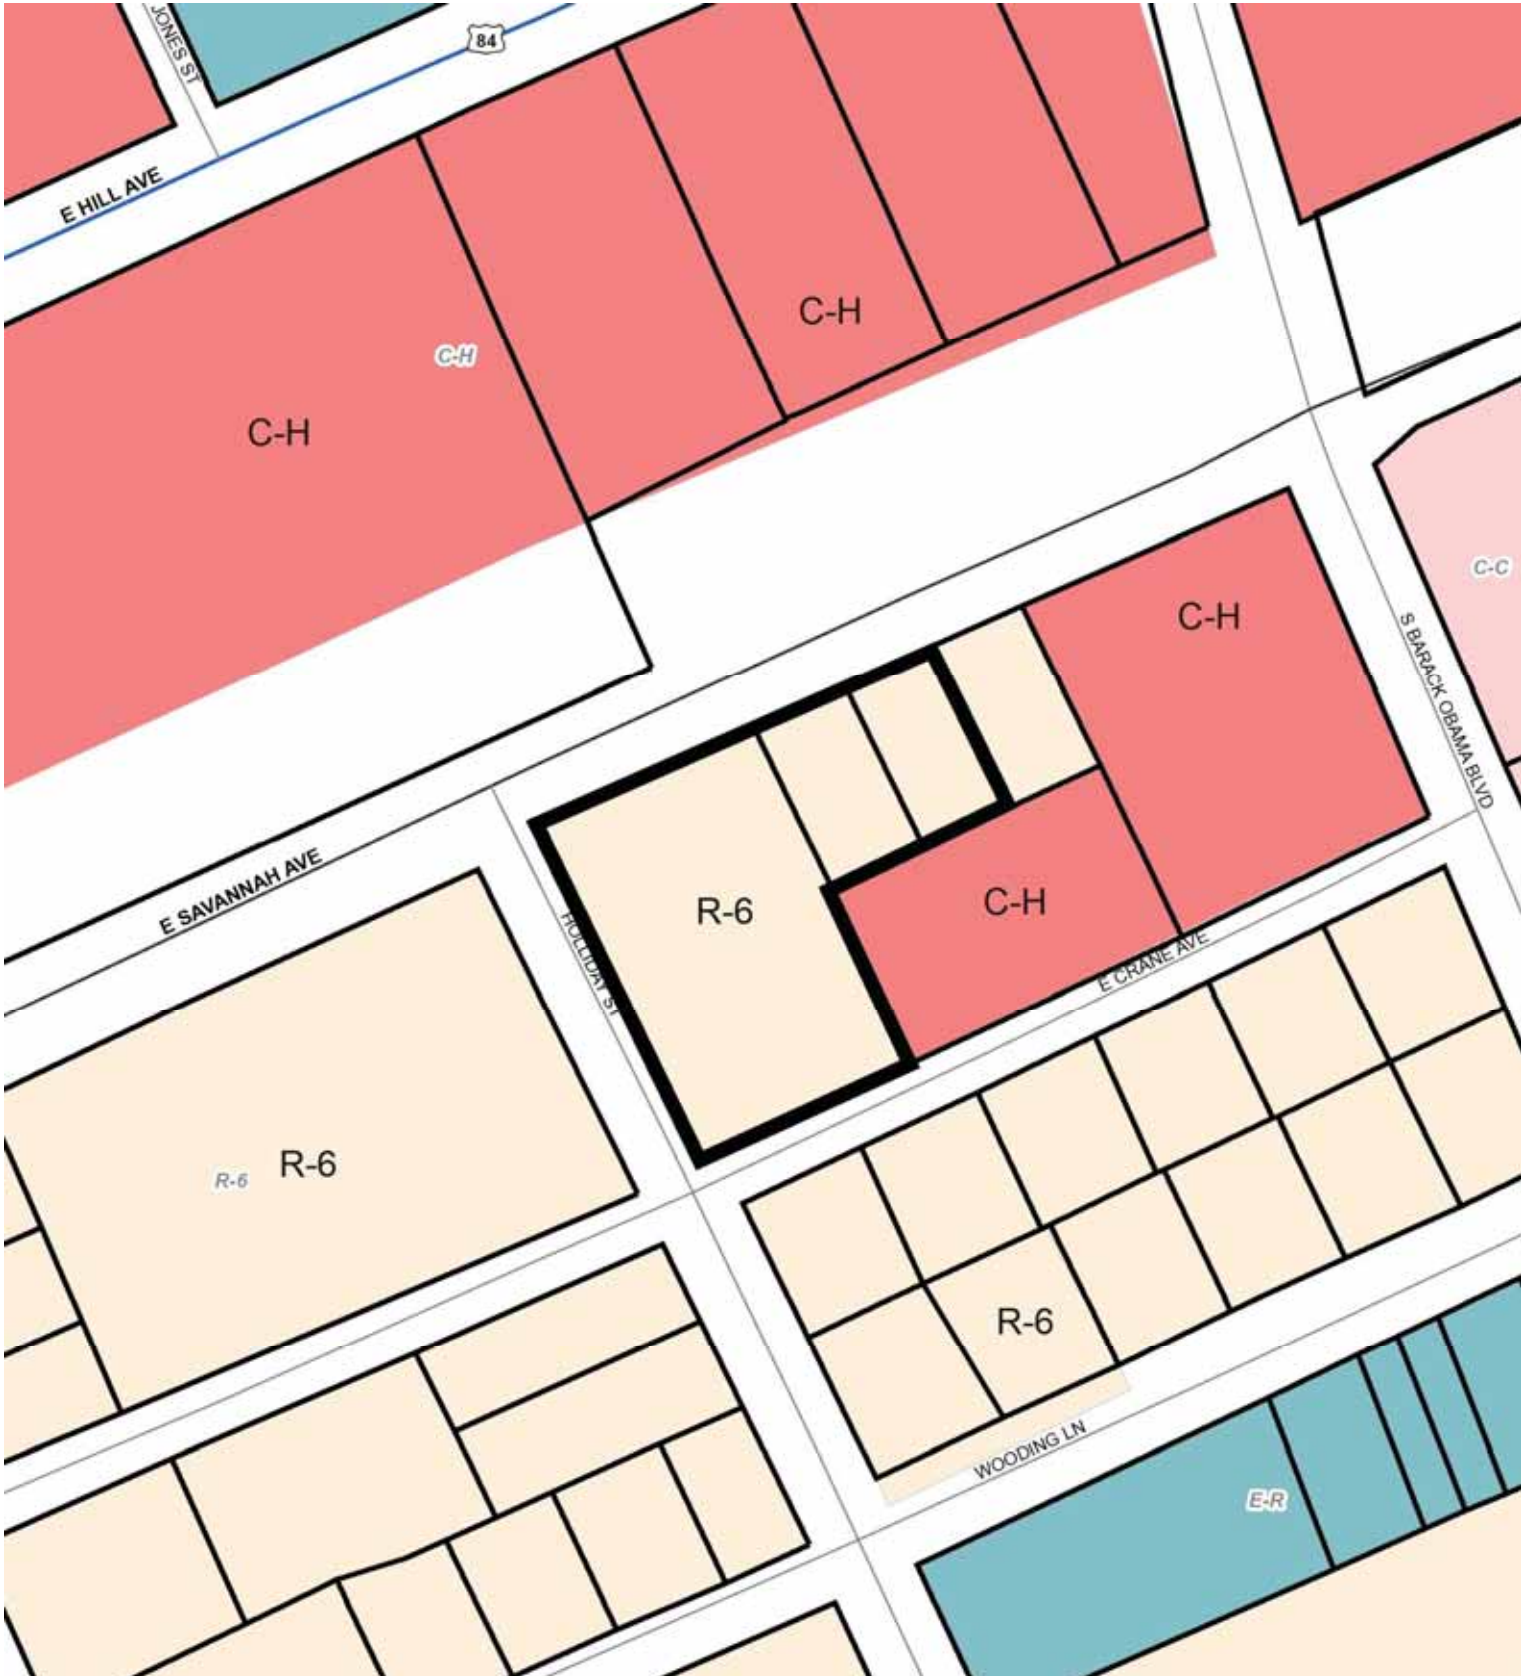 JONES ST
84
E HILL AVE
C-H
C-H
C-H
C-C
C-H
S BARACK OBAMA BLVD
E SAVANNAH AVE
R-6
C-H
HOLLIDAY ST
E CRANE AVE
R-6
R-6
R-6
WOODING LN
E-R